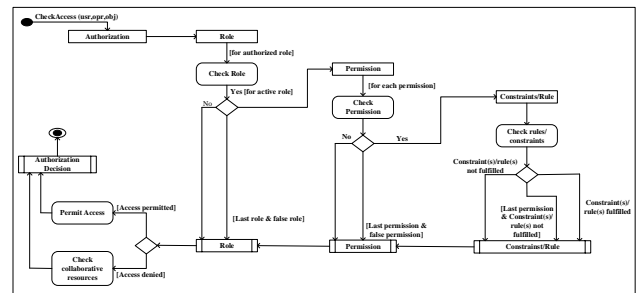 CheckAccess (usr,opr,obj)
Authorization
Role
[for authorized role]
Check Role
Yes [for active role]
No
Permission
[for each permission]
Check
Permission
No
Yes
Constraints/Rule
Check rules/
constraints
Constraint(s)/rule(s)
not fulfilled
Authorization
Decision
Permit Access
[Access permitted]
[Last role & false role]
[Last permission &
false permission]
[Last permission
& Constraint(s)/
rule(s) not
fulfilled]
Constraint(s)/
rule(s) fulfilled
Role
Permission
Constrainst/Rule
Check
collaborative
resources
[Access denied]